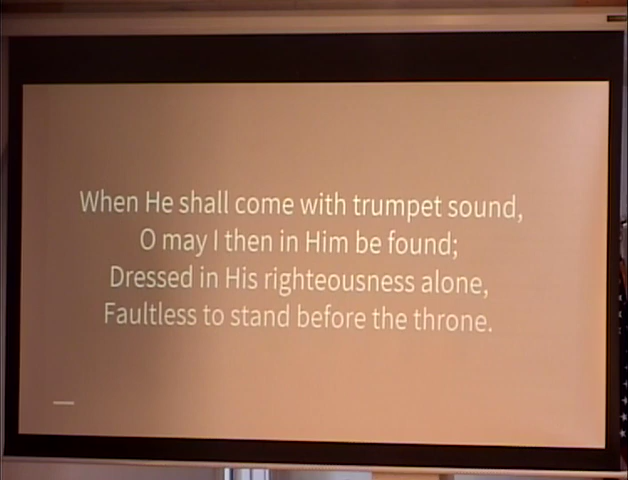 When He shall come with trumpet sound,
O may I then in Him be found;
Dressed in His righteousness alone,
Faultless to stand before the throne.